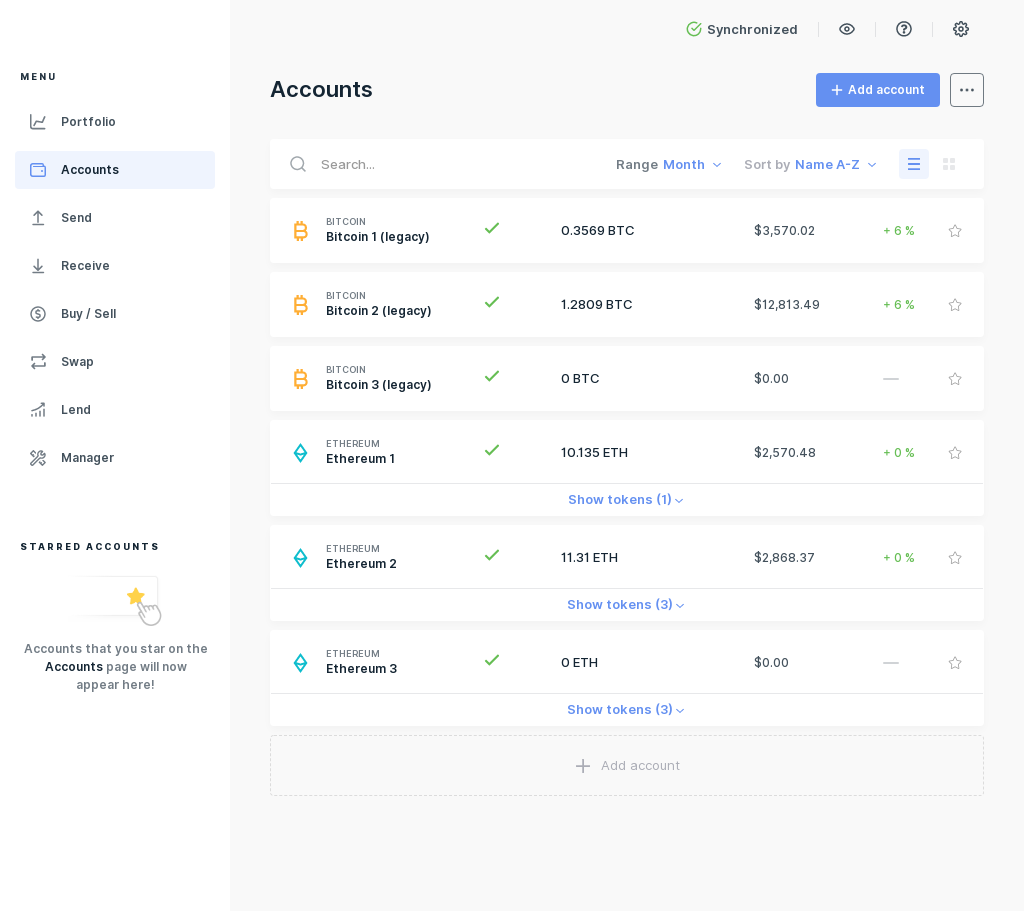 Synchronized
MENU
Portfolio
Accounts
Send
Receive
Buy / Sell
Swap
Lend
Manager
STARRED ACCOUNTS
Accounts that you star on the
Accounts page will now
appear here!
Accounts
Add account
Search...
Range Month
Sort by Name A-Z
BITCOIN
Bitcoin 1 (legacy)
0.3569 BTC
$3,570.02
+ 6 %
BITCOIN
Bitcoin 2 (legacy)
1.2809 BTC
$12,813.49
+ 6 %
BITCOIN
Bitcoin 3 (legacy)
0 BTC
$0.00
—
ETHEREUM
Ethereum 1
10.135 ETH
$2,570.48
+ 0 %
Show tokens (1)
ETHEREUM
Ethereum 2
11.31 ETH
$2,868.37
+ 0 %
Show tokens (3)
ETHEREUM
Ethereum 3
0 ETH
$0.00
—
Show tokens (3)
Add account